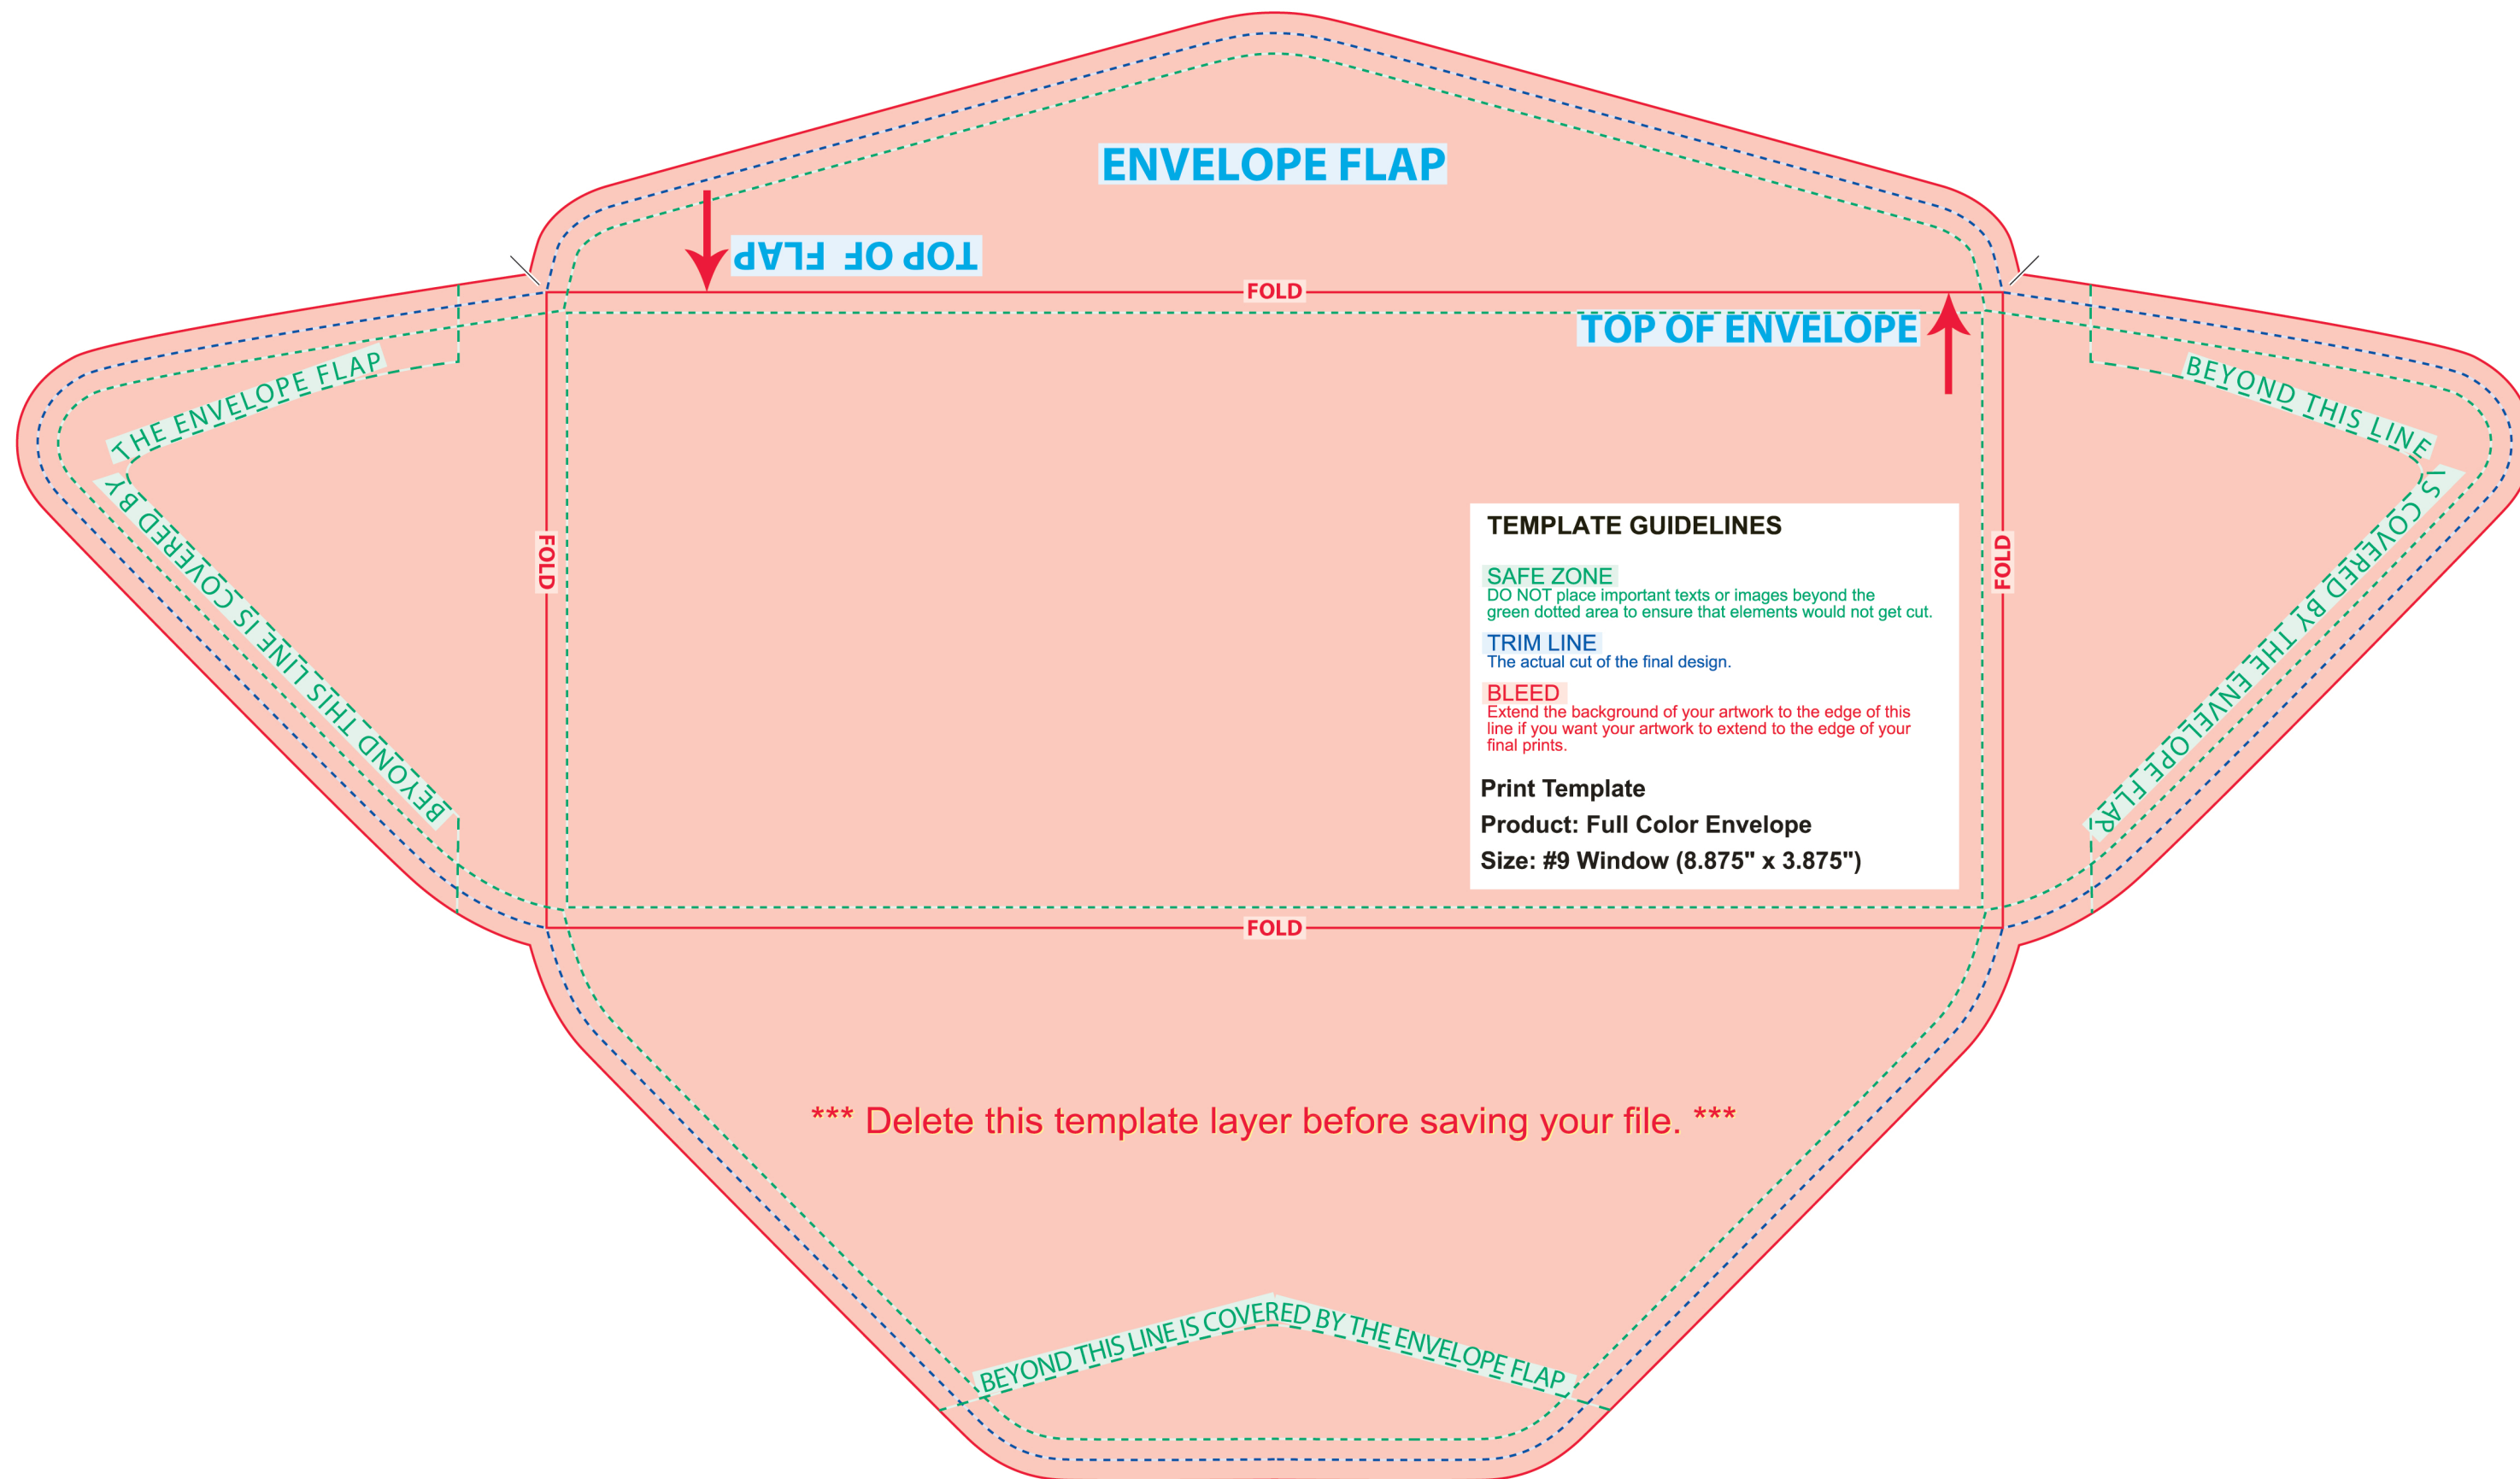 ENVELOPE FLAP
TOP OF FLAP
FOLD
TOP OF ENVELOPE
THE ENVELOPE FLAP
BEYOND THIS LINE IS COVERED BY
FOLD
BEYOND THIS LINE
IS COVERED BY THE ENVELOPE FLAP
FOLD
TEMPLATE GUIDELINES
SAFE ZONE
DO NOT place important texts or images beyond the
green dotted area to ensure that elements would not get cut.
TRIM LINE
The actual cut of the final design.
BLEED
Extend the background of your artwork to the edge of this
line if you want your artwork to extend to the edge of your
final prints.
Print Template
Product: Full Color Envelope
Size: #9 Window (8.875" x 3.875")
FOLD
*** Delete this template layer before saving your file. ***
BEYOND THIS LINE IS COVERED BY THE ENVELOPE FLAP